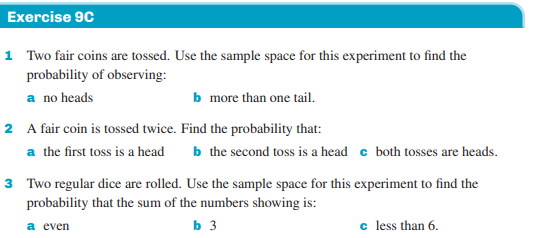 Exercise 9C
1 Two fair coins are tossed. Use the sample space for this experiment to find the
probability of observing:
a no heads b more than one tail.
2 A fair coin is tossed twice. Find the probability that:
a the first toss is a head b the second toss is a head c both tosses are heads.
3 Two regular dice are rolled. Use the sample space for this experiment to find the
probability that the sum of the numbers showing is:
a even b 3 c less than 6.